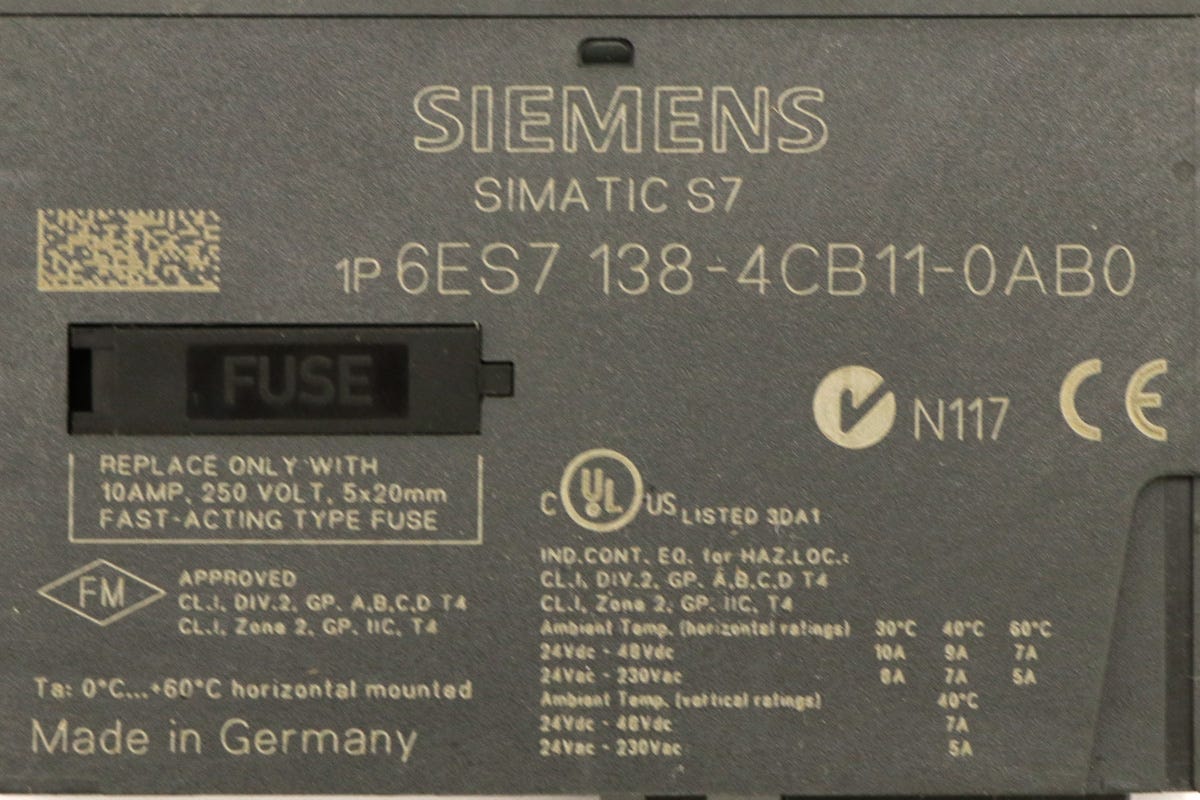 SIEMENS
SIMATIC S7
1P 6ES7 138-4CB11-0AB0
FUSE
N117 CE
REPLACE ONLY WITH
10AMP, 250 VOLT, 5x20mm
FAST-ACTING TYPE FUSE
C UL US LISTED 3DA1
IND.CONT. EQ. for HAZ.LOC.:
CL.I, DIV.2, GP. A,B,C,D T4
CL.I, Zone 2, GP. IIC, T4
FM APPROVED
CL.I, DIV.2, GP. A,B,C,D T4
CL.I, Zone 2, GP. IIC, T4
Ambient Temp. (horizontal ratings) 30°C 40°C 60°C
24Vdc - 48Vdc 10A 9A 7A
24Vac - 230Vac 8A 7A 5A
Ambient Temp. (vertical ratings) 40°C
24Vdc - 48Vdc 7A
24Vac - 230Vac 5A
Ta: 0°C...+60°C horizontal mounted
Made in Germany